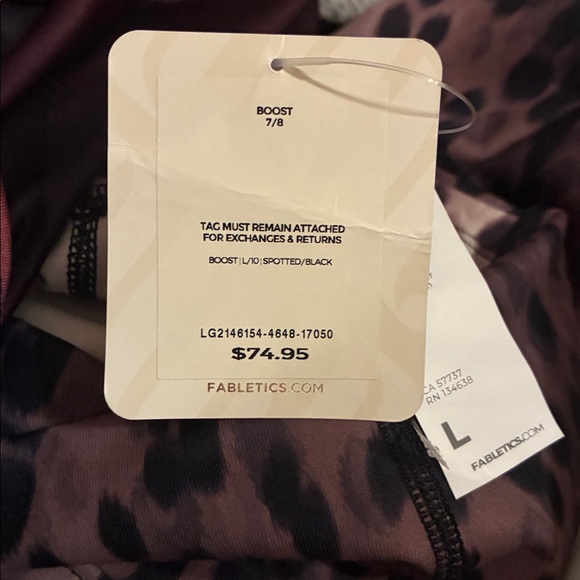 BOOST
7/8
TAG MUST REMAIN ATTACHED
FOR EXCHANGES & RETURNS
BOOST | L/10 | SPOTTED/BLACK
LG2146154-4648-17050
$74.95
FABLETICS.COM
CA 57737
RN 134638
L
FABLETICS.COM